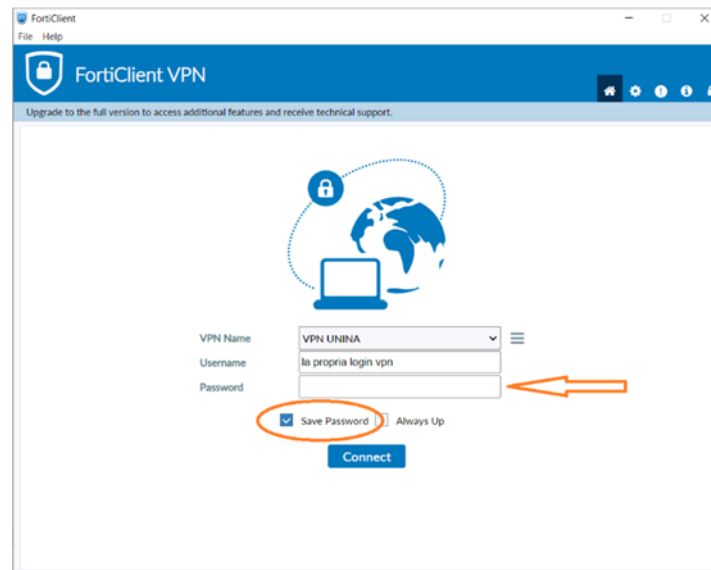 FortiClient
File Help
FortiClient VPN
Upgrade to the full version to access additional features and receive technical support.
VPN Name
VPN UNINA
Username
la propria login vpn
Password
Save Password
Always Up
Connect